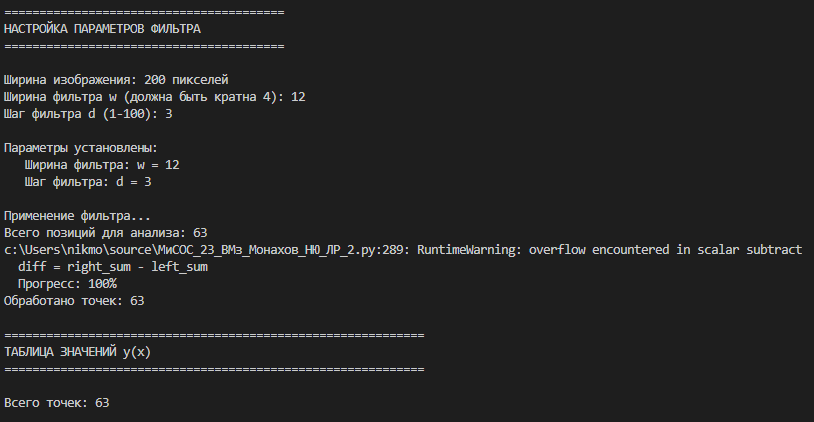 ========================================
НАСТРОЙКА ПАРАМЕТРОВ ФИЛЬТРА
========================================
Ширина изображения: 200 пикселей
Ширина фильтра w (должна быть кратна 4): 12
Шаг фильтра d (1-100): 3
Параметры установлены:
Ширина фильтра: w = 12
Шаг фильтра: d = 3
Применение фильтра...
Всего позиций для анализа: 63
c:\Users\nikmo\source\МиСОС_23_ВМз_Монахов_НЮ_ЛР_2.py:289: RuntimeWarning: overflow encountered in scalar subtract
diff = right_sum - left_sum
Прогресс: 100%
Обработано точек: 63
============================================================
ТАБЛИЦА ЗНАЧЕНИЙ y(x)
============================================================
Всего точек: 63